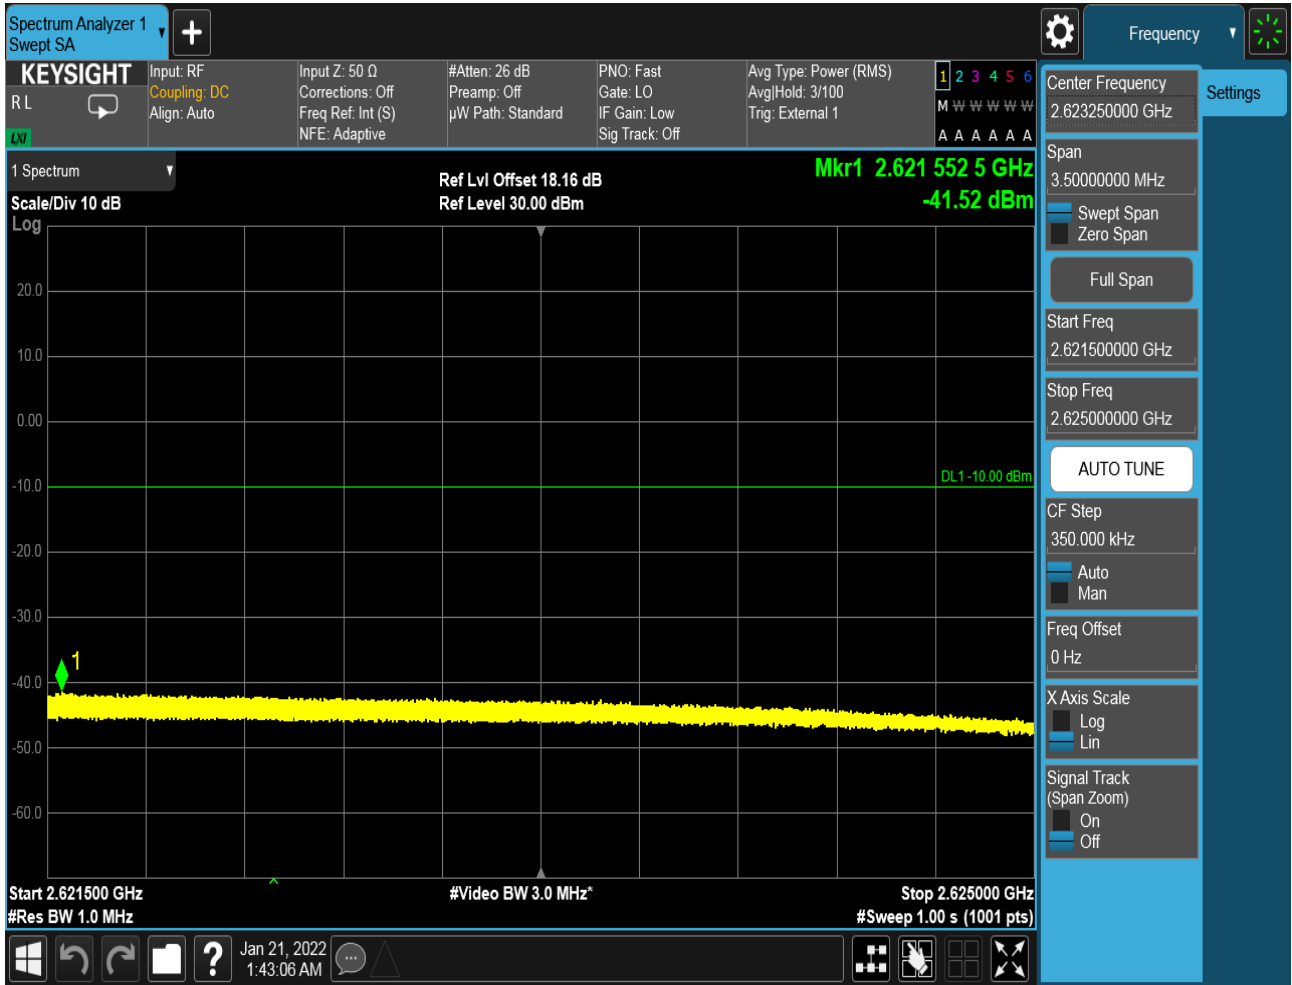 Spectrum Analyzer 1
Swept SA
Frequency
KEYSIGHT
R L
LXI
Input: RF
Coupling: DC
Align: Auto
Input Z: 50 Ω
Corrections: Off
Freq Ref: Int (S)
NFE: Adaptive
#Atten: 26 dB
Preamp: Off
µW Path: Standard
PNO: Fast
Gate: LO
IF Gain: Low
Sig Track: Off
Avg Type: Power (RMS)
Avg|Hold: 3/100
Trig: External 1
1 2 3 4 5 6
M W W W W W
A A A A A A
1 Spectrum
Scale/Div 10 dB
Log
Ref Lvl Offset 18.16 dB
Ref Level 30.00 dBm
Mkr1 2.621 552 5 GHz
-41.52 dBm
20.0
10.0
0.00
-10.0
-20.0
-30.0
-40.0
-50.0
-60.0
DL1 -10.00 dBm
1
Start 2.621500 GHz
#Res BW 1.0 MHz
#Video BW 3.0 MHz*
Stop 2.625000 GHz
#Sweep 1.00 s (1001 pts)
Jan 21, 2022
1:43:06 AM
Center Frequency
2.623250000 GHz
Span
3.50000000 MHz
Swept Span
Zero Span
Full Span
Start Freq
2.621500000 GHz
Stop Freq
2.625000000 GHz
AUTO TUNE
CF Step
350.000 kHz
Auto
Man
Freq Offset
0 Hz
X Axis Scale
Log
Lin
Signal Track
(Span Zoom)
On
Off
Settings